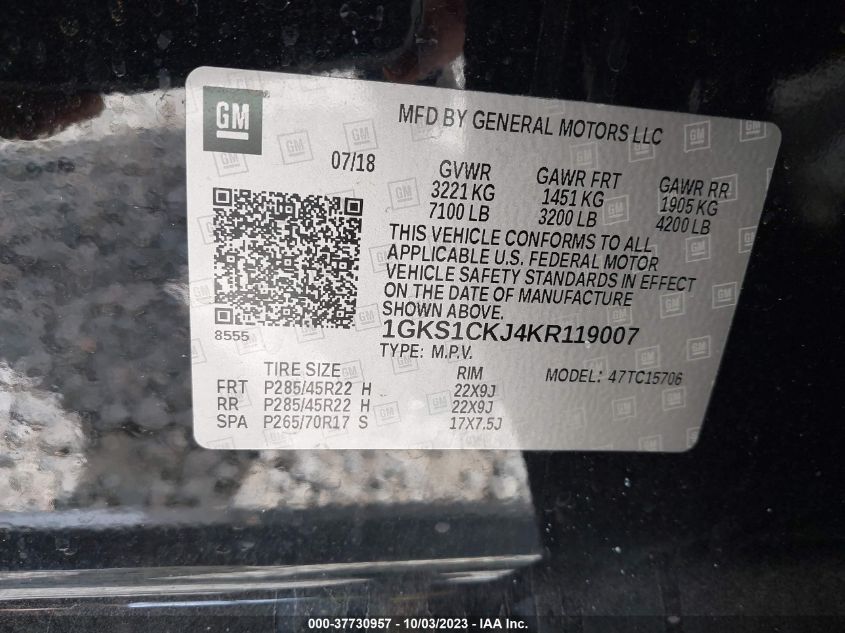 GM
MFD BY GENERAL MOTORS LLC
07/18
GVWR
3221 KG
7100 LB
GAWR FRT
1451 KG
3200 LB
GAWR RR
1905 KG
4200 LB
THIS VEHICLE CONFORMS TO ALL
APPLICABLE U.S. FEDERAL MOTOR
VEHICLE SAFETY STANDARDS IN EFFECT
ON THE DATE OF MANUFACTURE
SHOWN ABOVE.
8555
1GKS1CKJ4KR119007
TYPE: M.P.V.
MODEL: 47TC15706
TIRE SIZE RIM
FRT P285/45R22 H 22X9J
RR P285/45R22 H 22X9J
SPA P265/70R17 S 17X7.5J
000-37730957 - 10/03/2023 - IAA Inc.